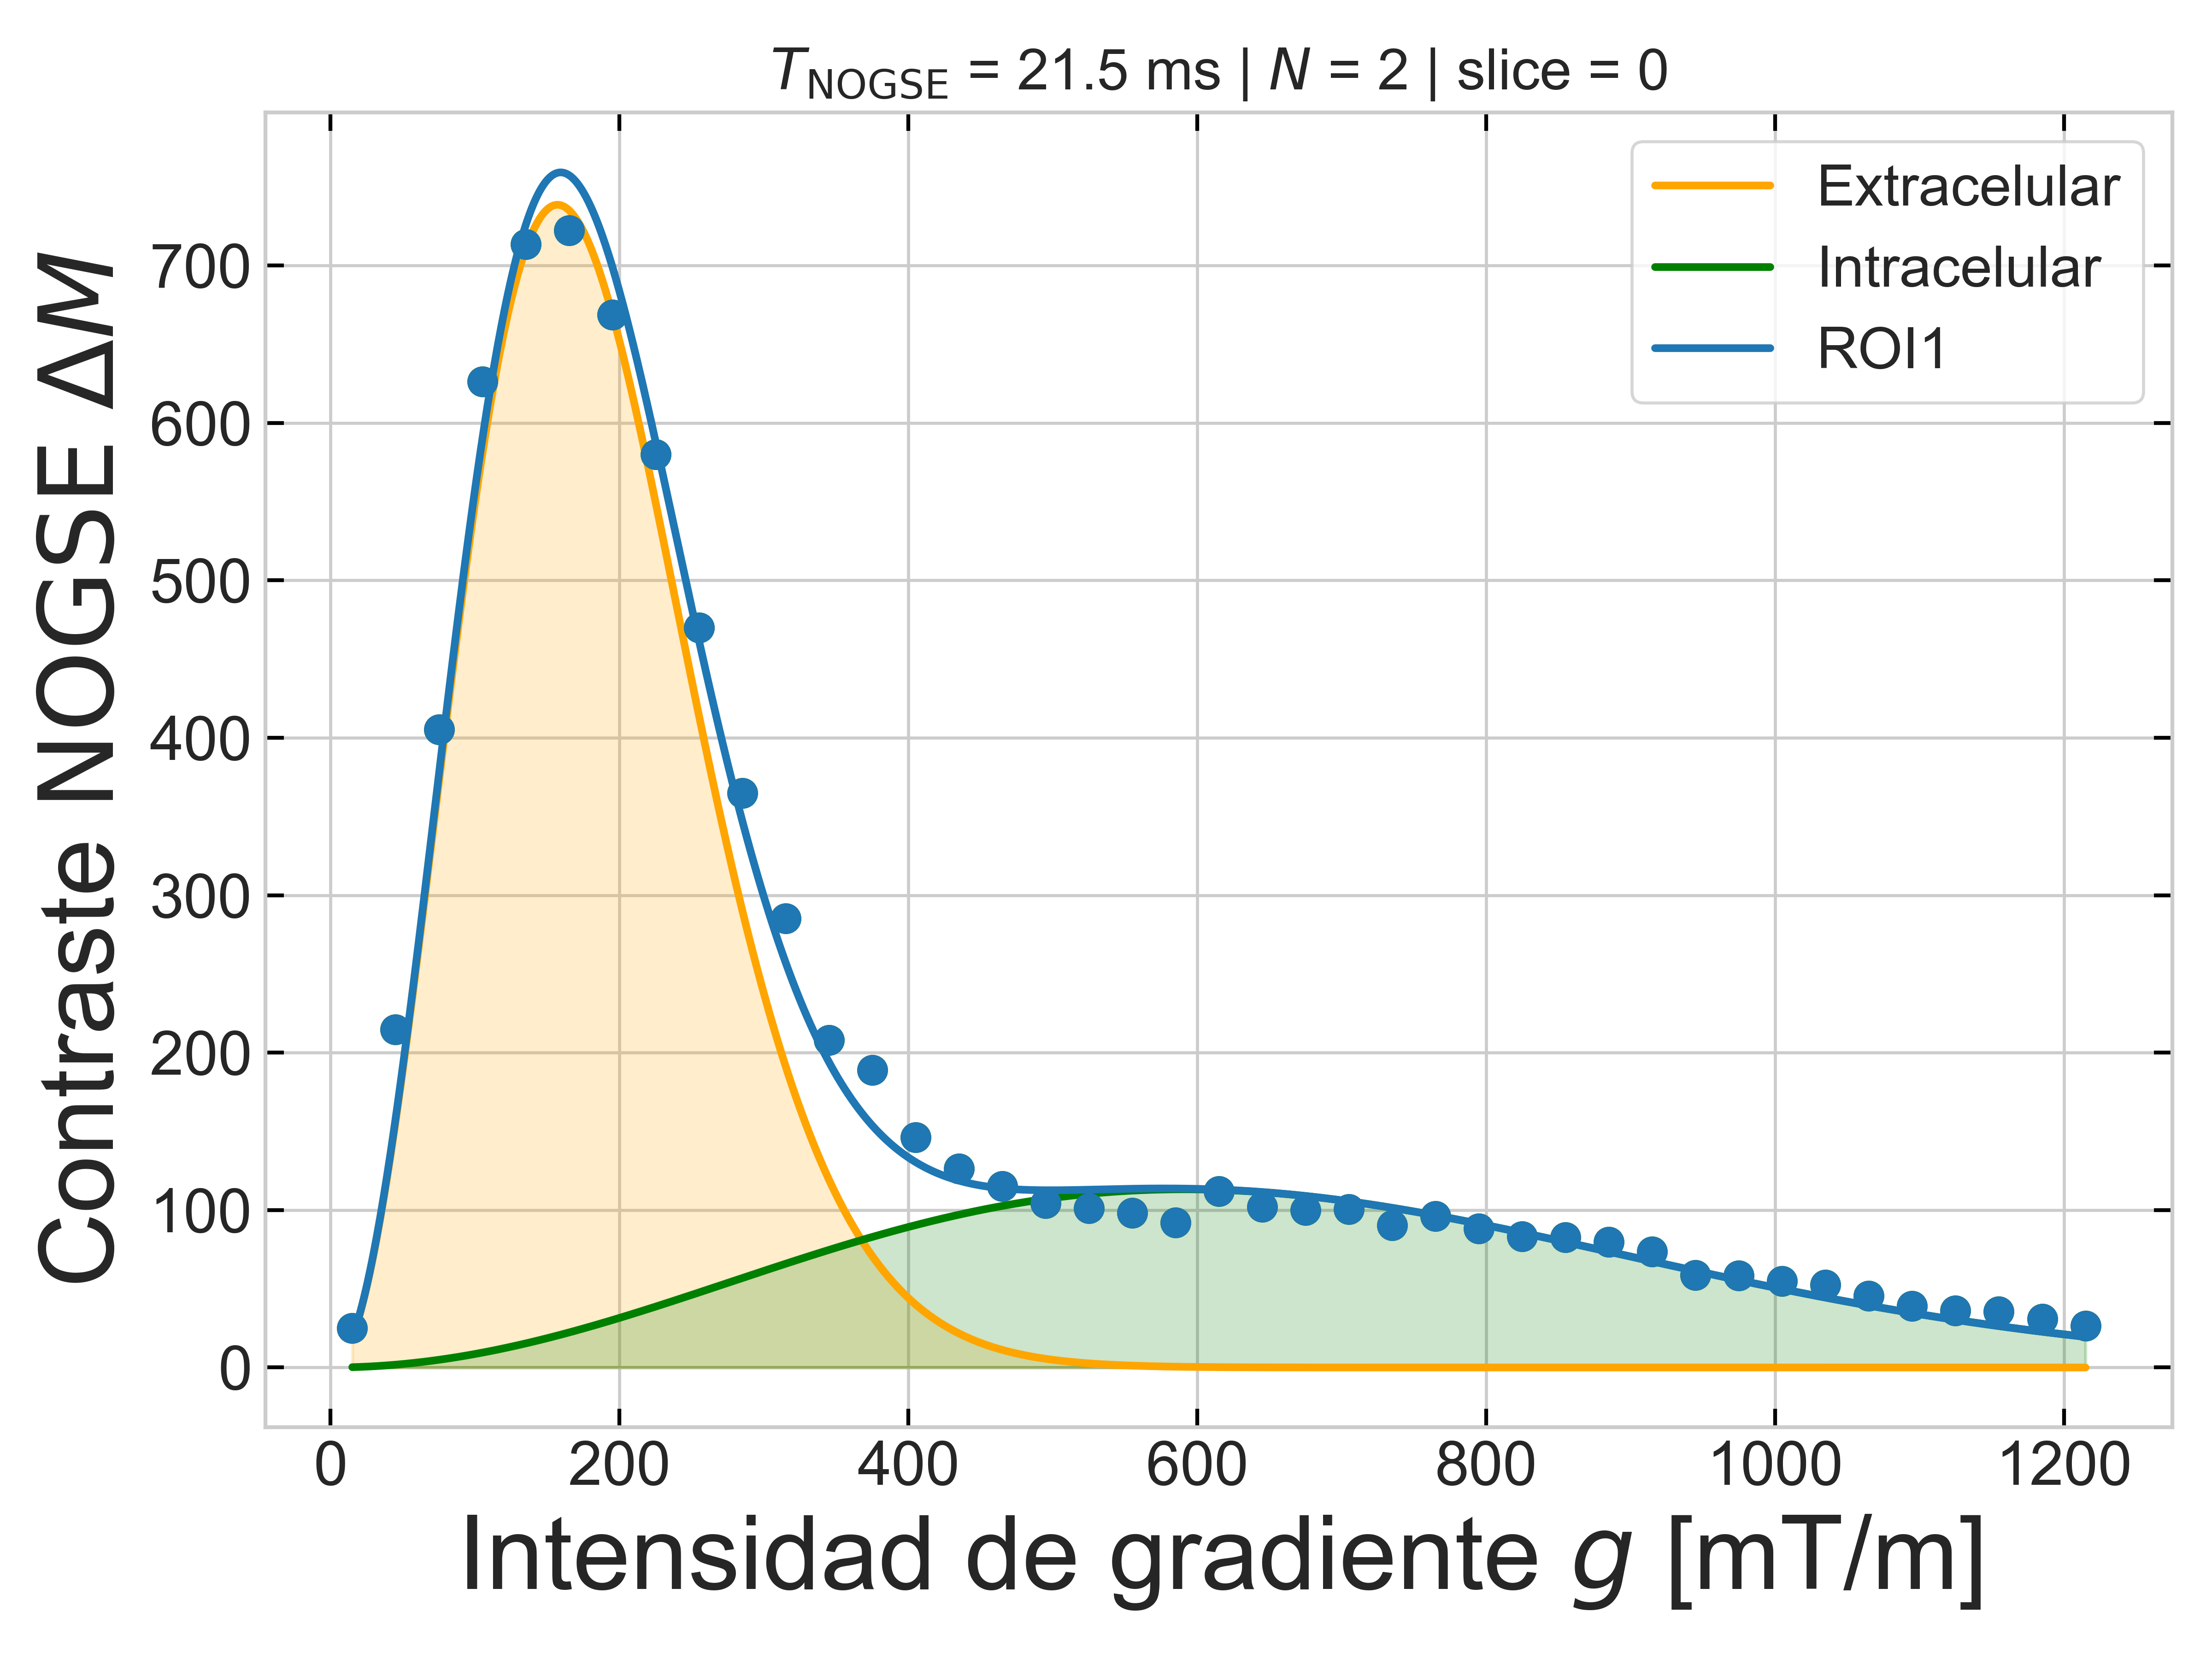 T_NOGSE = 21.5 ms | N = 2 | slice = 0
Extracelular
Intracelular
ROI1
Contraste NOGSE ΔM
700
600
500
400
300
200
100
0
0 200 400 600 800 1000 1200
Intensidad de gradiente g [mT/m]